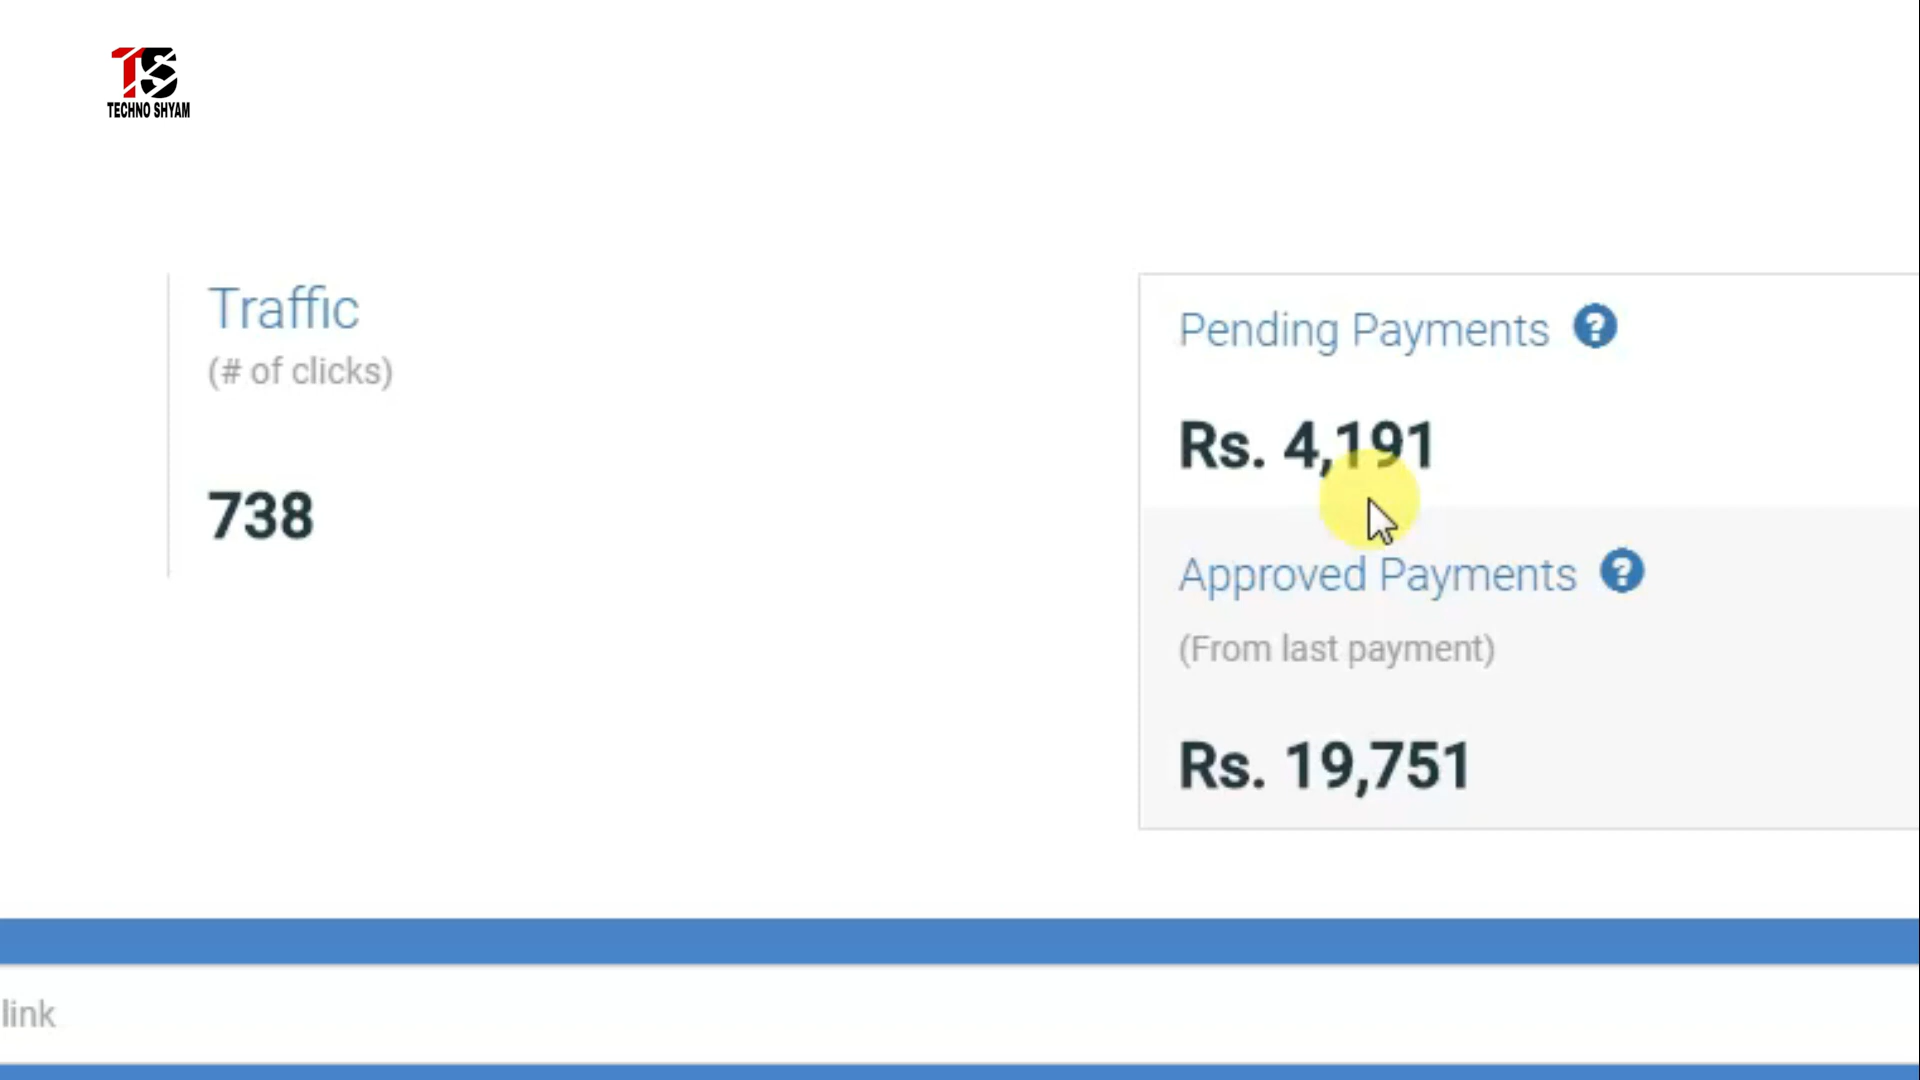 TS
TECHNO SHYAM
Traffic
(# of clicks)
738
Pending Payments ?
Rs. 4,191
Approved Payments ?
(From last payment)
Rs. 19,751
link